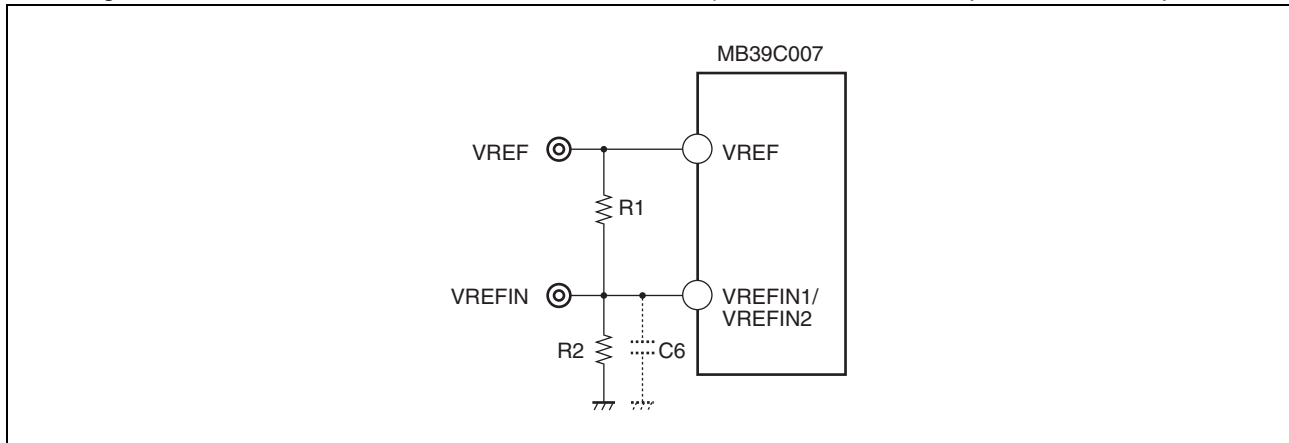 MB39C007
VREF
VREF
R1
VREFIN
VREFIN1/
VREFIN2
R2
C6